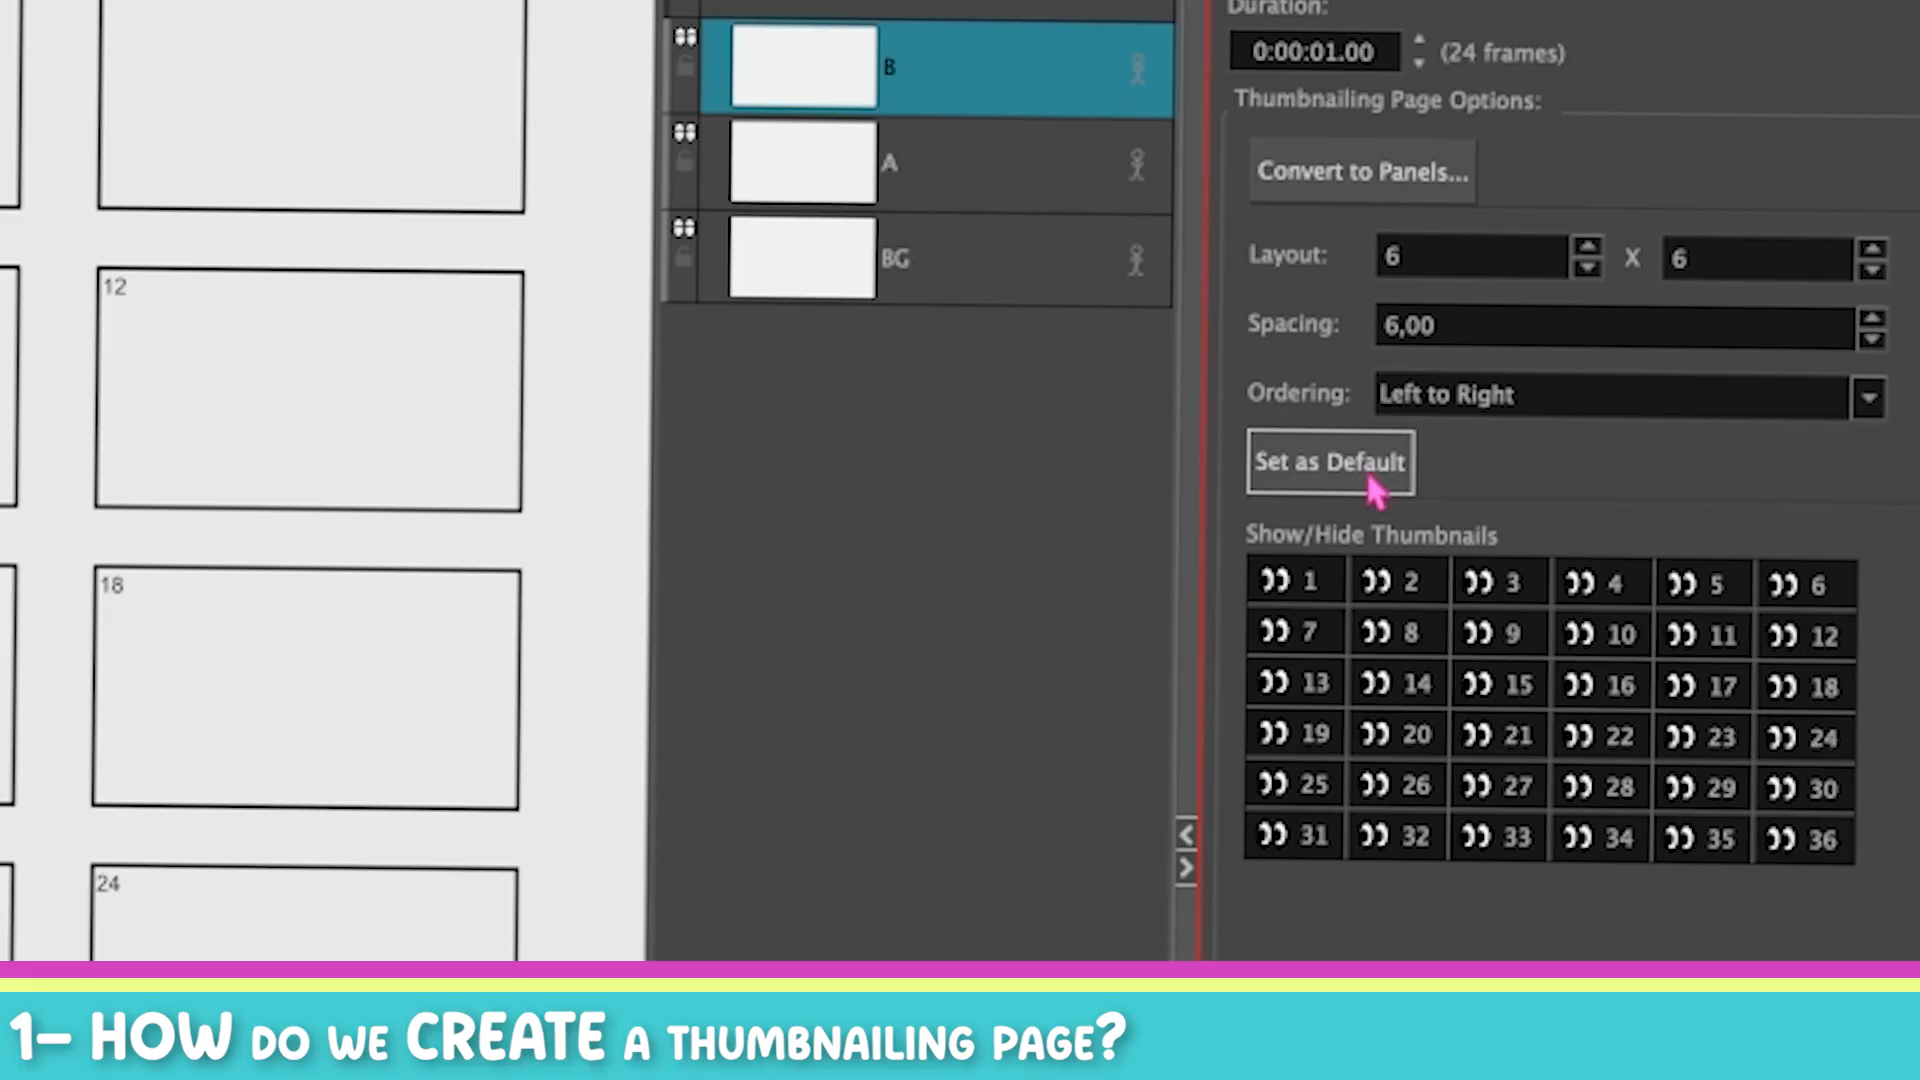 Duration:
0:00:01.00 (24 frames)
Thumbnailing Page Options:
Convert to Panels...
Layout: 6 X 6
Spacing: 6,00
Ordering: Left to Right
Set as Default
Show/Hide Thumbnails
1 2 3 4 5 6
7 8 9 10 11 12
13 14 15 16 17 18
19 20 21 22 23 24
25 26 27 28 29 30
31 32 33 34 35 36
B
A
BG
12
18
24
1- HOW DO WE CREATE A THUMBNAILING PAGE?